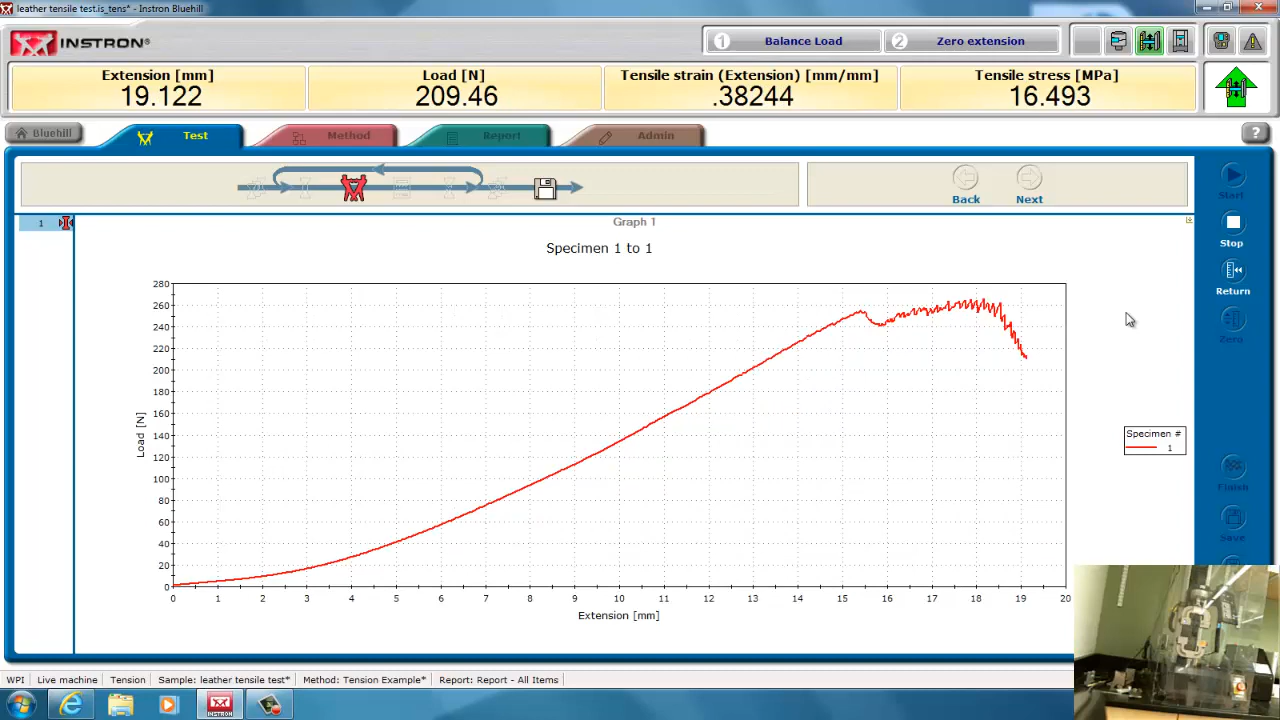 leather tensile test.is_tens* - Instron Bluehill
INSTRON®
1 Balance Load
2 Zero extension
Extension [mm]
19.122
Load [N]
209.46
Tensile strain (Extension) [mm/mm]
.38244
Tensile stress [MPa]
16.493
Bluehill
Test
Method
Report
Admin
?
Back
Next
Start
Stop
Return
Zero
Finish
Save
1
Graph 1
Specimen 1 to 1
280
260
240
220
200
180
160
140
120
100
80
60
40
20
0
Load [N]
0 1 2 3 4 5 6 7 8 9 10 11 12 13 14 15 16 17 18 19 20
Extension [mm]
Specimen #
1
WPI Live machine Tension Sample: leather tensile test* Method: Tension Example* Report: Report - All Items
INSTRON